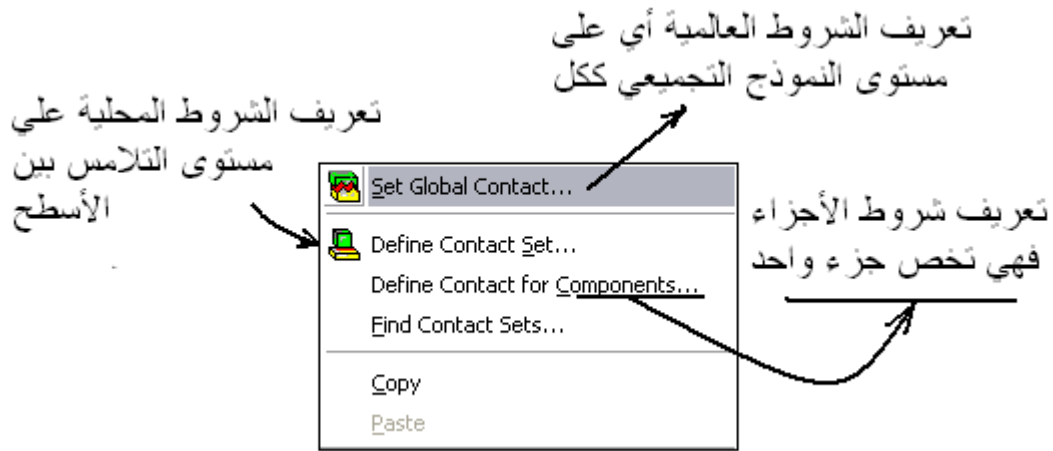 تعريف الشروط العالمية أي على
مستوى النموذج التجميعي ككل
تعريف الشروط المحلية على
مستوى التلامس بين
الأسطح
Set Global Contact...
Define Contact Set...
Define Contact for Components...
Find Contact Sets...
Copy
Paste
تعريف شروط الأجزاء
فهي تخص جزء واحد